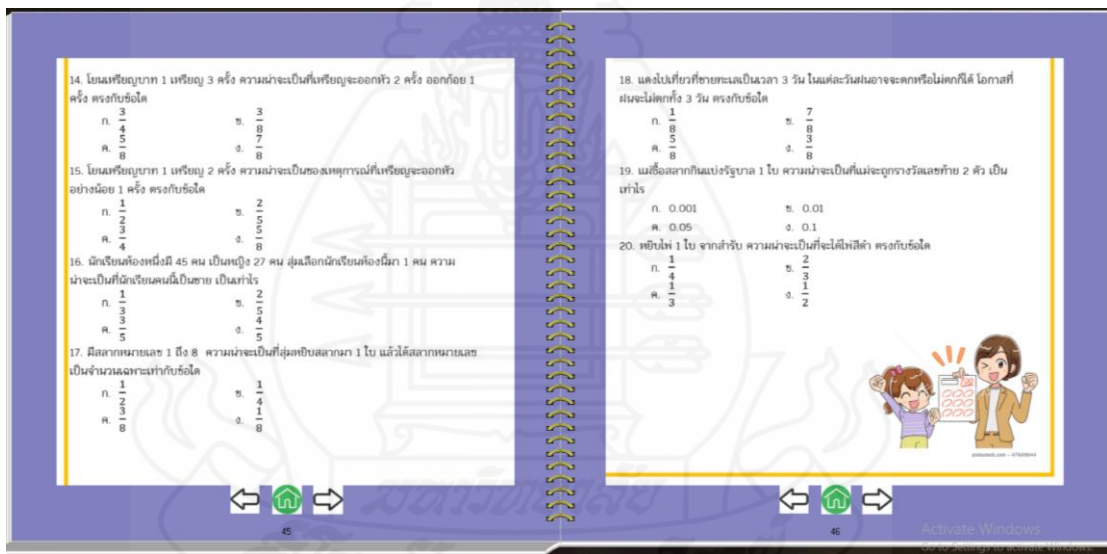 14. โยนเหรียญบาท 1 เหรียญ 3 ครั้ง ความน่าจะเป็นที่เหรียญจะออกหัว 2 ครั้ง ออกก้อย 1
ครั้ง ตรงกับข้อใด
ก. 3/4 ข. 3/8
ค. 5/8 ง. 7/8
15. โยนเหรียญบาท 1 เหรียญ 2 ครั้ง ความน่าจะเป็นของเหตุการณ์ที่เหรียญจะออกหัว
อย่างน้อย 1 ครั้ง ตรงกับข้อใด
ก. 1/2 ข. 2/5
ค. 3/4 ง. 5/8
16. นักเรียนห้องหนึ่งมี 45 คน เป็นหญิง 27 คน สุ่มเลือกนักเรียนห้องนี้มา 1 คน ความ
น่าจะเป็นที่นักเรียนคนนี้เป็นชาย เป็นเท่าไร
ก. 1/3 ข. 2/5
ค. 3/5 ง. 4/5
17. มีสลากหมายเลข 1 ถึง 8 ความน่าจะเป็นที่สุ่มหยิบสลากมา 1 ใบ แล้วได้สลากหมายเลข
เป็นจำนวนเฉพาะเท่ากับข้อใด
ก. 1/2 ข. 1/4
ค. 3/8 ง. 1/8
45
18. แดงไปเที่ยวที่ชายทะเลเป็นเวลา 3 วัน ในแต่ละวันฝนอาจจะตกหรือไม่ตกก็ได้ โอกาสที่
ฝนจะไม่ตกทั้ง 3 วัน ตรงกับข้อใด
ก. 1/8 ข. 7/8
ค. 5/8 ง. 3/8
19. แม่ซื้อสลากกินแบ่งรัฐบาล 1 ใบ ความน่าจะเป็นที่แม่จะถูกรางวัลเลขท้าย 2 ตัว เป็น
เท่าไร
ก. 0.001 ข. 0.01
ค. 0.05 ง. 0.1
20. หยิบไพ่ 1 ใบ จากสำรับ ความน่าจะเป็นที่จะได้ไพ่สีดำ ตรงกับข้อใด
ก. 1/4 ข. 2/3
ค. 1/3 ง. 1/2
46
Activate Windows
Go to Settings to activate Windows.